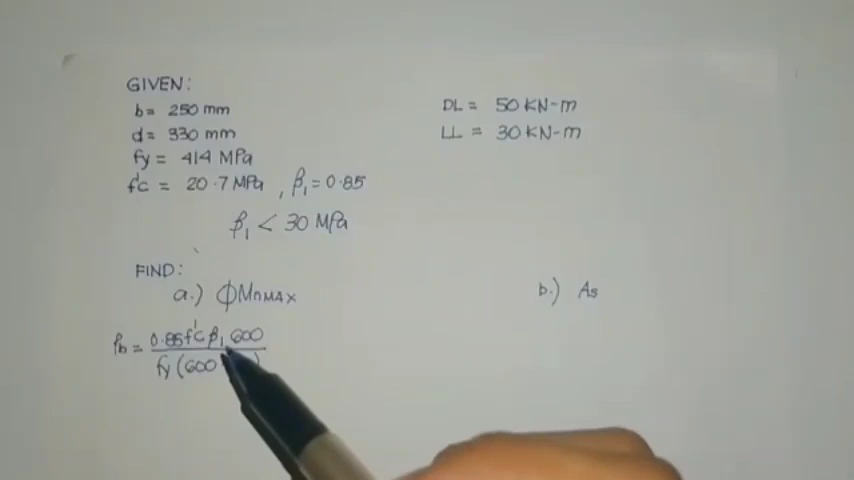 GIVEN:
b = 250 mm
d = 330 mm
fy = 414 MPa
f'c = 20.7 MPa , β₁ = 0.85
β₁ < 30 MPa
DL = 50 KN-m
LL = 30 KN-m
FIND:
a.) ΦMnMAX
b.) As
ρb = 0.85f'c β₁ 600
fy (600 )